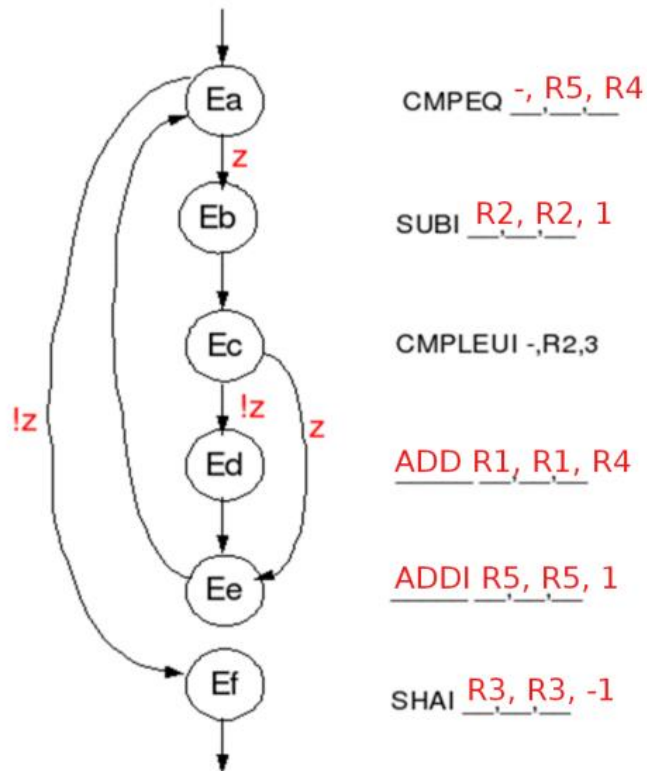 Ea CMPEQ -, R5, R4
z
Eb SUBI R2, R2, 1
Ec CMPLEUI -,R2,3
!z !z z
Ed ADD R1, R1, R4
Ee ADDI R5, R5, 1
Ef SHAI R3, R3, -1